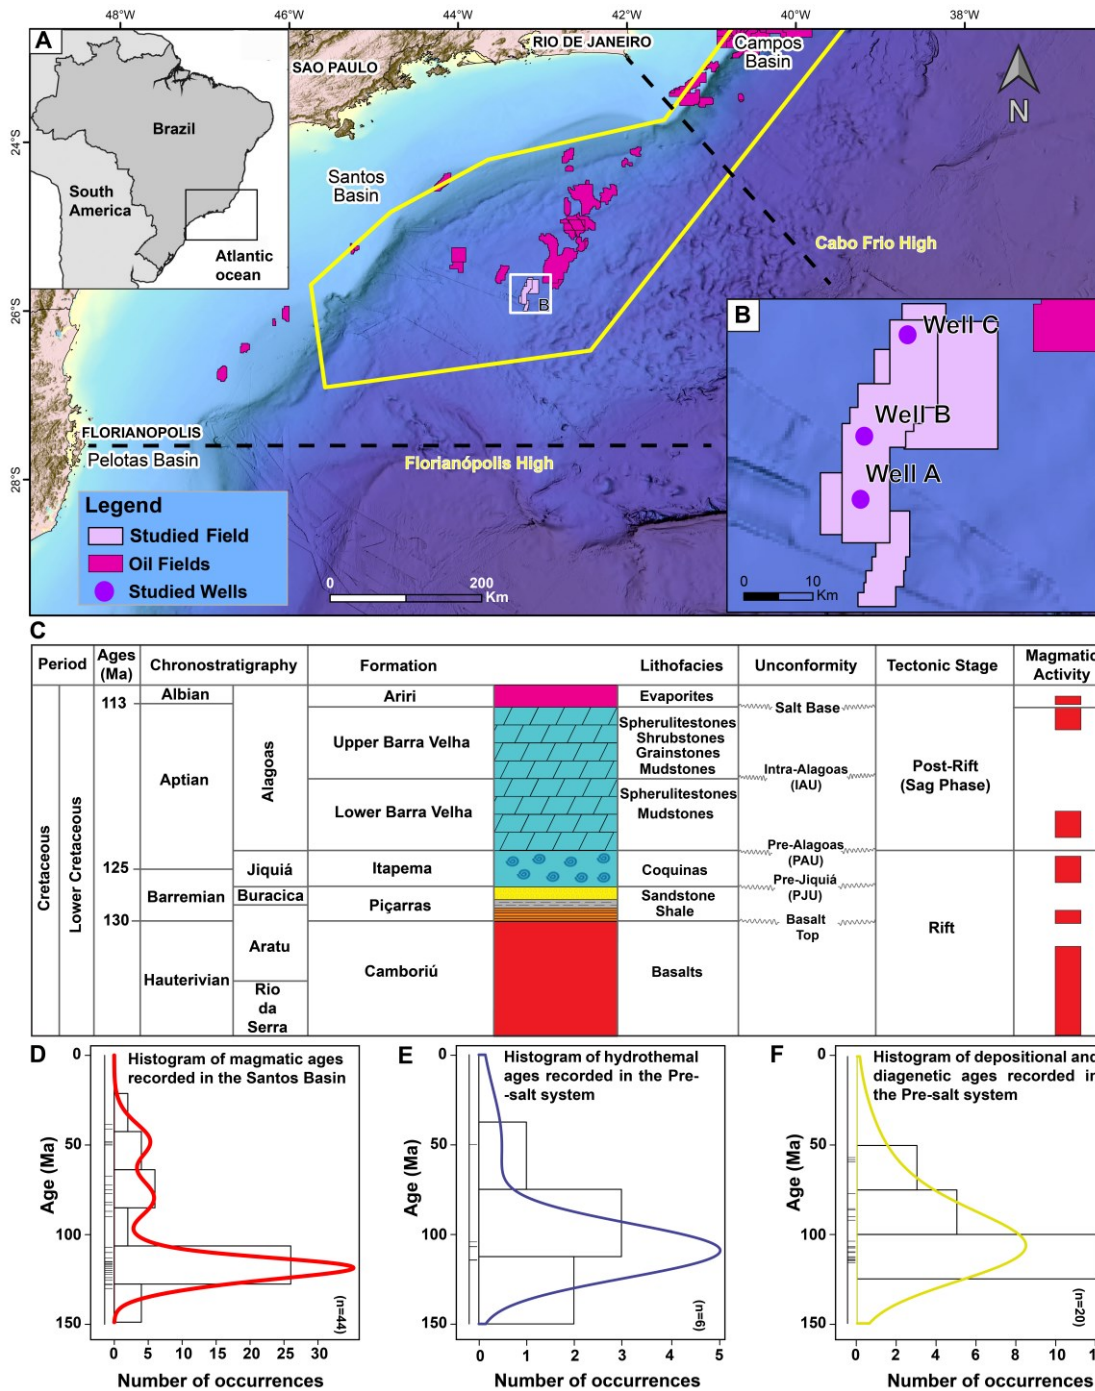 48°W
46°W
44°W
42°W
40°W
38°W
A
Brazil
South
America
Atlantic
ocean
RIO DE JANEIRO
SAO PAULO
Campos
Basin
N
24°S
Santos
Basin
Cabo Frio High
B
26°S
B
Well C
Well B
Well A
0
10
Km
FLORIANOPOLIS
Pelotas Basin
Florianópolis High
28°S
Legend
Studied Field
Oil Fields
Studied Wells
0
200
Km
C
Period
Ages
(Ma)
Chronostratigraphy
Formation
Lithofacies
Unconformity
Tectonic Stage
Magmatic
Activity
Cretaceous
Lower Cretaceous
113
125
130
Albian
Aptian
Barremian
Hauterivian
Alagoas
Jiquiá
Buracica
Aratu
Rio
da
Serra
Ariri
Upper Barra Velha
Lower Barra Velha
Itapema
Piçarras
Camboriú
Evaporites
Spherulitestones
Shrubstones
Grainstones
Mudstones
Spherulitestones
Mudstones
Coquinas
Sandstone
Shale
Basalts
Salt Base
Intra-Alagoas
(IAU)
Pre-Alagoas
(PAU)
Pre-Jiquiá
(PJU)
Basalt
Top
Post-Rift
(Sag Phase)
Rift
D
Histogram of magmatic ages
recorded in the Santos Basin
Age (Ma)
0
50
100
150
0 5 10 15 20 25 30
(n=44)
Number of occurrences
E
Histogram of hydrothemal
ages recorded in the Pre-
-salt system
Age (Ma)
0
50
100
150
0 1 2 3 4 5
(n=6)
Number of occurrences
F
Histogram of depositional and
diagenetic ages recorded in
the Pre-salt system
Age (Ma)
0
50
100
150
0 2 4 6 8 10 12
(n=20)
Number of occurrences